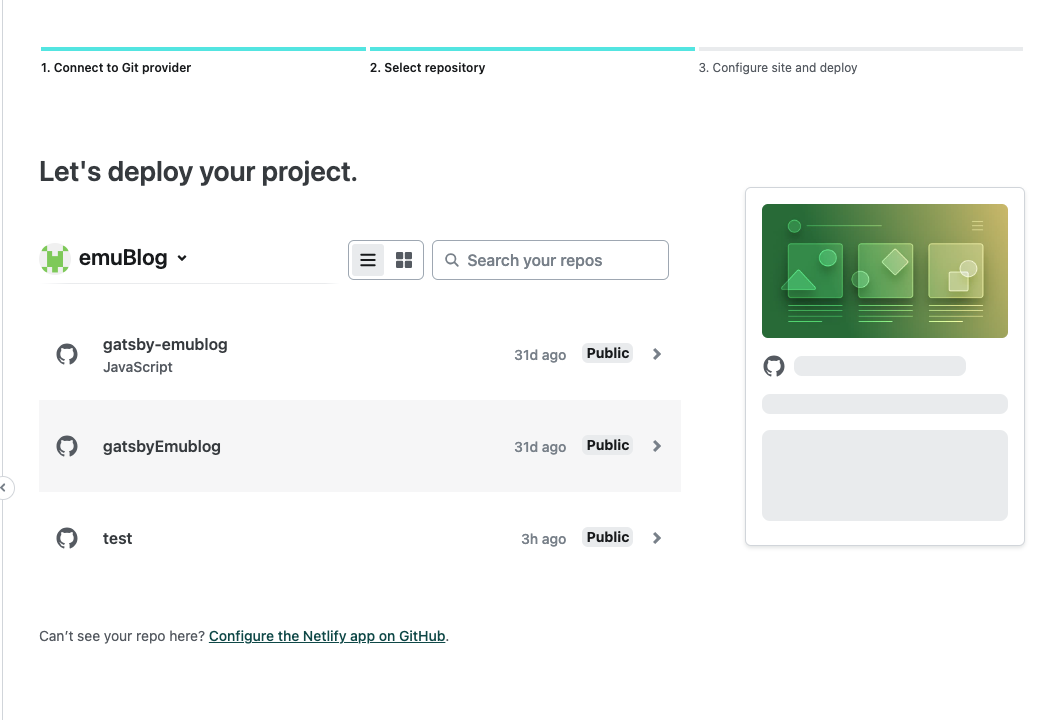 1. Connect to Git provider
2. Select repository
3. Configure site and deploy
Let's deploy your project.
emuBlog
Search your repos
gatsby-emublog
JavaScript
31d ago
Public
gatsbyEmublog
31d ago
Public
test
3h ago
Public
Can't see your repo here? Configure the Netlify app on GitHub.